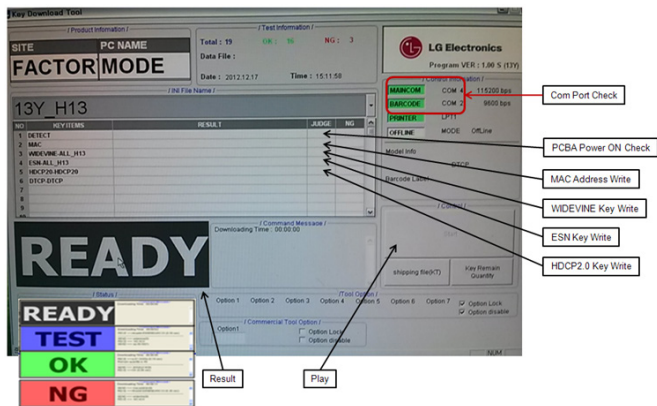 Key Download Tool
/ Product Information /
SITE PC NAME
FACTOR MODE
/ Test Information /
Total : 19 OK : 16 NG : 3
Data File :
Date : 2012.12.17 Time : 15:11:58
LG Electronics
Program VER : 1.00 S (13Y)
/ INI File Name /
13Y_H13
/ Control Information /
MAINCOM COM 4 115200 bps
BARCODE COM 2 9600 bps
PRINTER LPT1
OFFLINE MODE OffLine
Com Port Check
NO KEY ITEMS RESULT JUDGE NG
1 DETECT
2 MAC
3 WIDEVINE-ALL_H13
4 ESN-ALL_H13
5 HDCP20-HDCP20
6 DTCP-DTCP
7
8
9
Model Info
DTCP
Barcode Label
PCBA Power ON Check
MAC Address Write
WIDEVINE Key Write
ESN Key Write
HDCP2.0 Key Write
READY
/ Command Message /
Downloading Time : 00:00:00
/ Control /
shipping file(KT)
Key Remain Quantity
/ Status /
/Tool Option /
Option 1 Option 2 Option 3 Option 4 Option 5 Option 6 Option 7
Option Lock
Option disable
/ Commercial Tool Option /
Option1
Option Lock
Option disable
READY
TEST
OK
NG
Result
Play
NUM